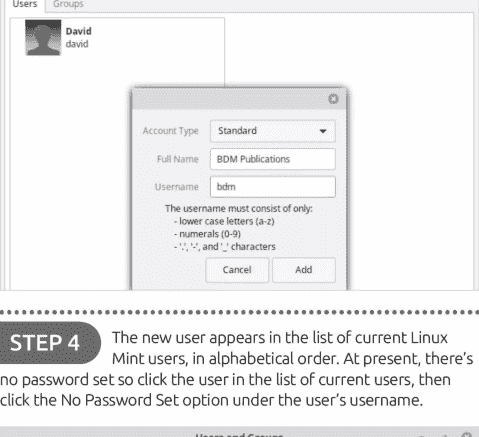 Users Groups
David
david
Account Type Standard
Full Name BDM Publications
Username bdm
The username must consist of only:
- lower case letters (a-z)
- numerals (0-9)
- '.', '-', and '_' characters
Cancel Add
STEP 4 The new user appears in the list of current Linux
Mint users, in alphabetical order. At present, there's
no password set so click the user in the list of current users, then
click the No Password Set option under the user's username.
Users and Groups